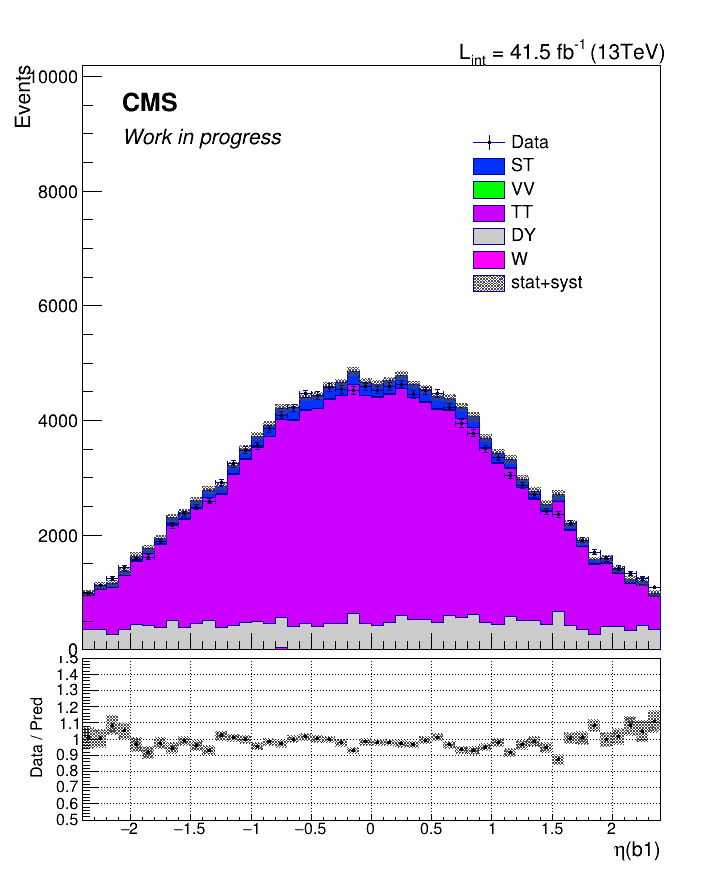 L_int = 41.5 fb^-1 (13TeV)
Events
10000
8000
6000
4000
2000
0
CMS
Work in progress
Data
ST
VV
TT
DY
W
stat+syst
Data / Pred
1.5
1.4
1.3
1.2
1.1
1
0.9
0.8
0.7
0.6
0.5
−2 −1.5 −1 −0.5 0 0.5 1 1.5 2
η(b1)